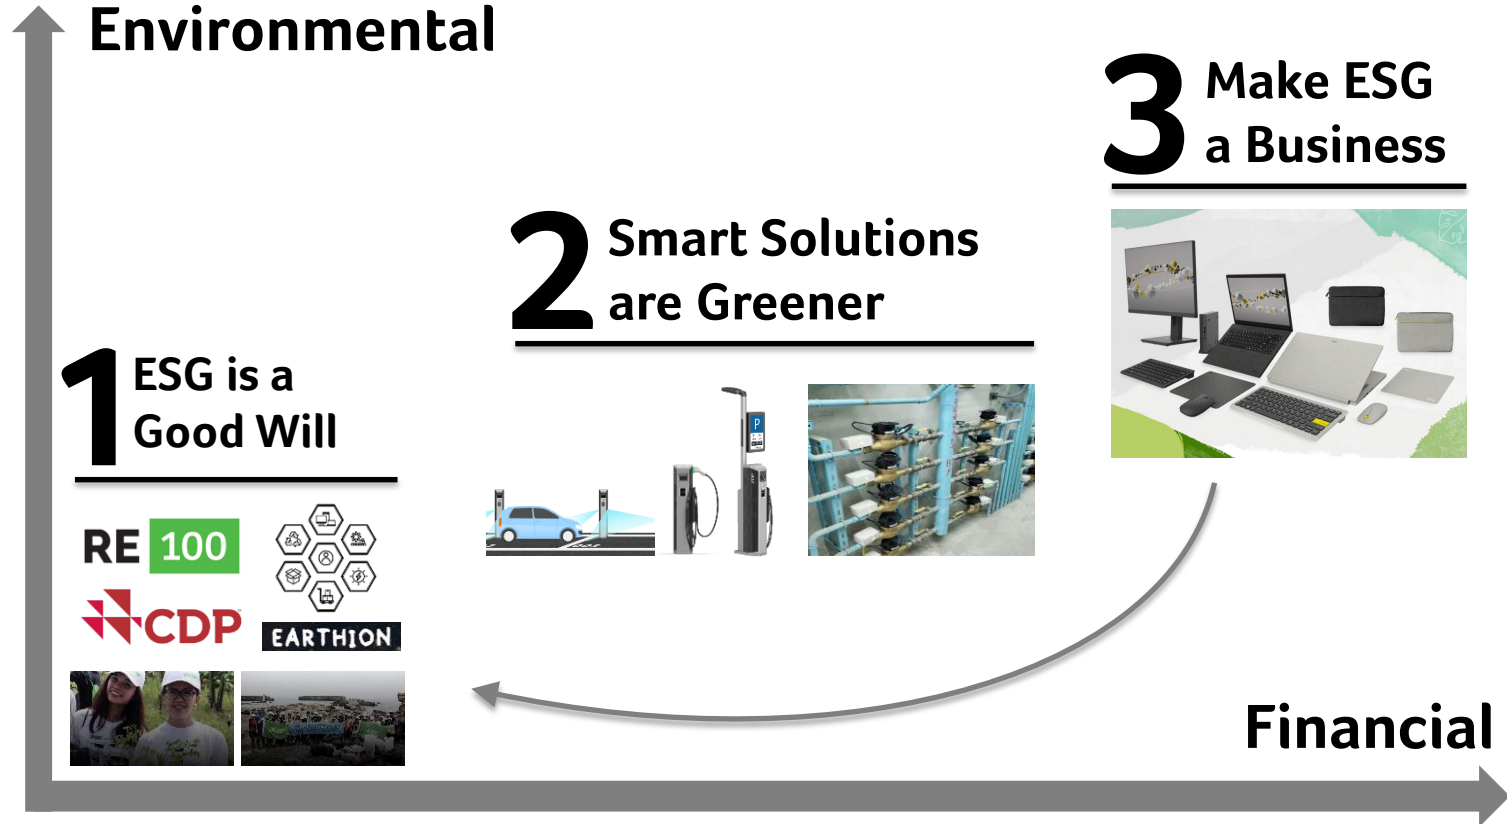 Environmental
3 Make ESG
a Business
2 Smart Solutions
are Greener
1 ESG is a
Good Will
P
RE 100
CDP
EARTHION
Financial